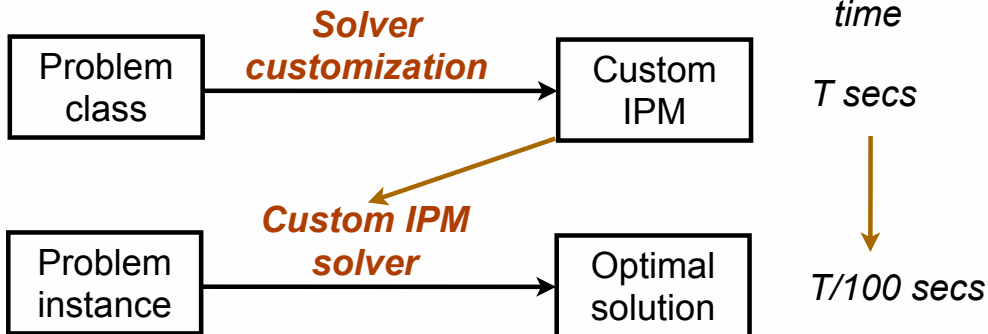 time
Solver
customization
Problem
class
Custom
IPM
T secs
Custom IPM
solver
Problem
instance
Optimal
solution
T/100 secs